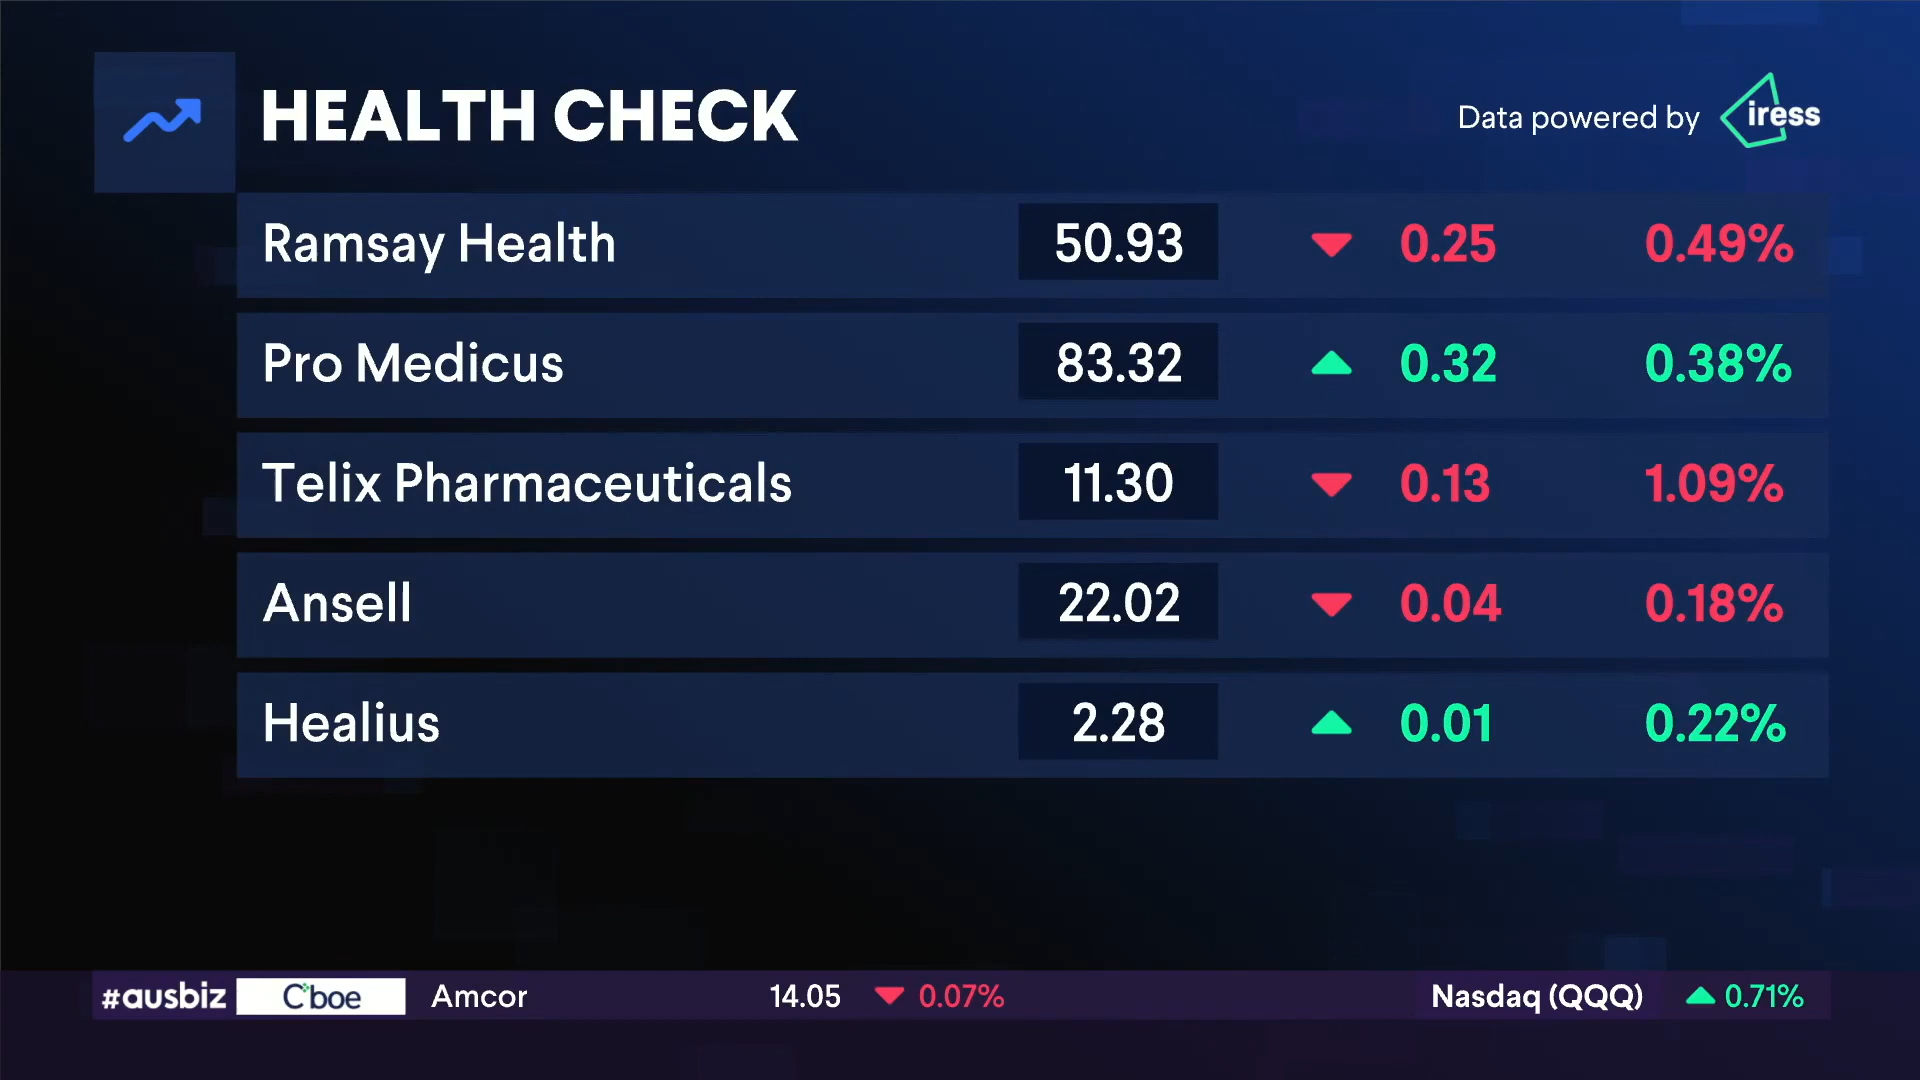 HEALTH CHECK
Data powered by iress
Ramsay Health 50.93 0.25 0.49%
Pro Medicus 83.32 0.32 0.38%
Telix Pharmaceuticals 11.30 0.13 1.09%
Ansell 22.02 0.04 0.18%
Healius 2.28 0.01 0.22%
#ausbiz Cboe Amcor 14.05 0.07% Nasdaq (QQQ) 0.71%